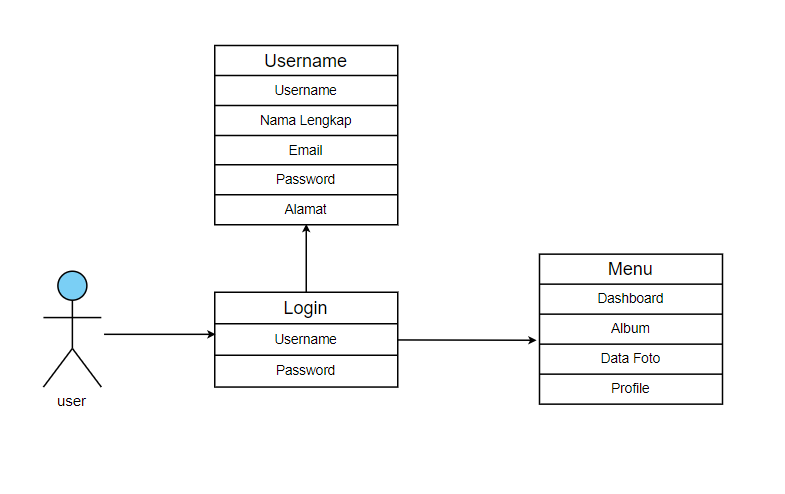 Username
Username
Nama Lengkap
Email
Password
Alamat
user
Login
Username
Password
Menu
Dashboard
Album
Data Foto
Profile